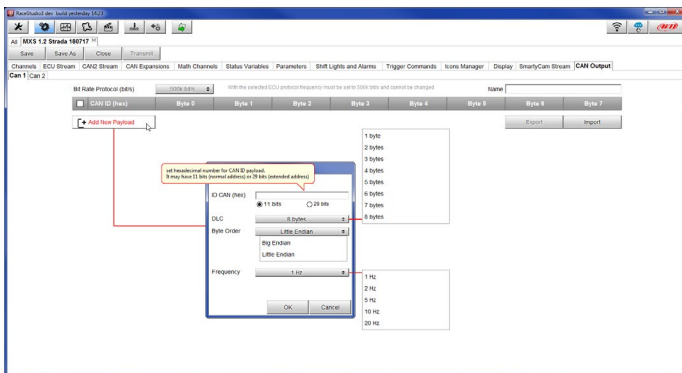 RaceStudio3 dev build yesterday 14:23
AiM
All MXS 1.2 Strada 180717
Save Save As Close Transmit
Channels ECU Stream CAN2 Stream CAN Expansions Math Channels Status Variables Parameters Shift Lights and Alarms Trigger Commands Icons Manager Display SmartyCam Stream CAN Output
Can 1 Can 2
Bit Rate Protocol (bit/s) 500k bit/s With the selected ECU protocol frequency must be set to 500k bit/s and cannot be changed Name
CAN ID (hex) Byte 0 Byte 1 Byte 2 Byte 3 Byte 4 Byte 5 Byte 6 Byte 7
Add New Payload Export Import
set hexadecimal number for CAN ID payload.
It may have 11 bits (normal address) or 29 bits (extended address)
ID CAN (hex)
11 bits 29 bits
DLC 8 bytes
Byte Order Little Endian
Big Endian
Little Endian
Frequency 1 Hz
OK Cancel
1 byte
2 bytes
3 bytes
4 bytes
5 bytes
6 bytes
7 bytes
8 bytes
1 Hz
2 Hz
5 Hz
10 Hz
20 Hz